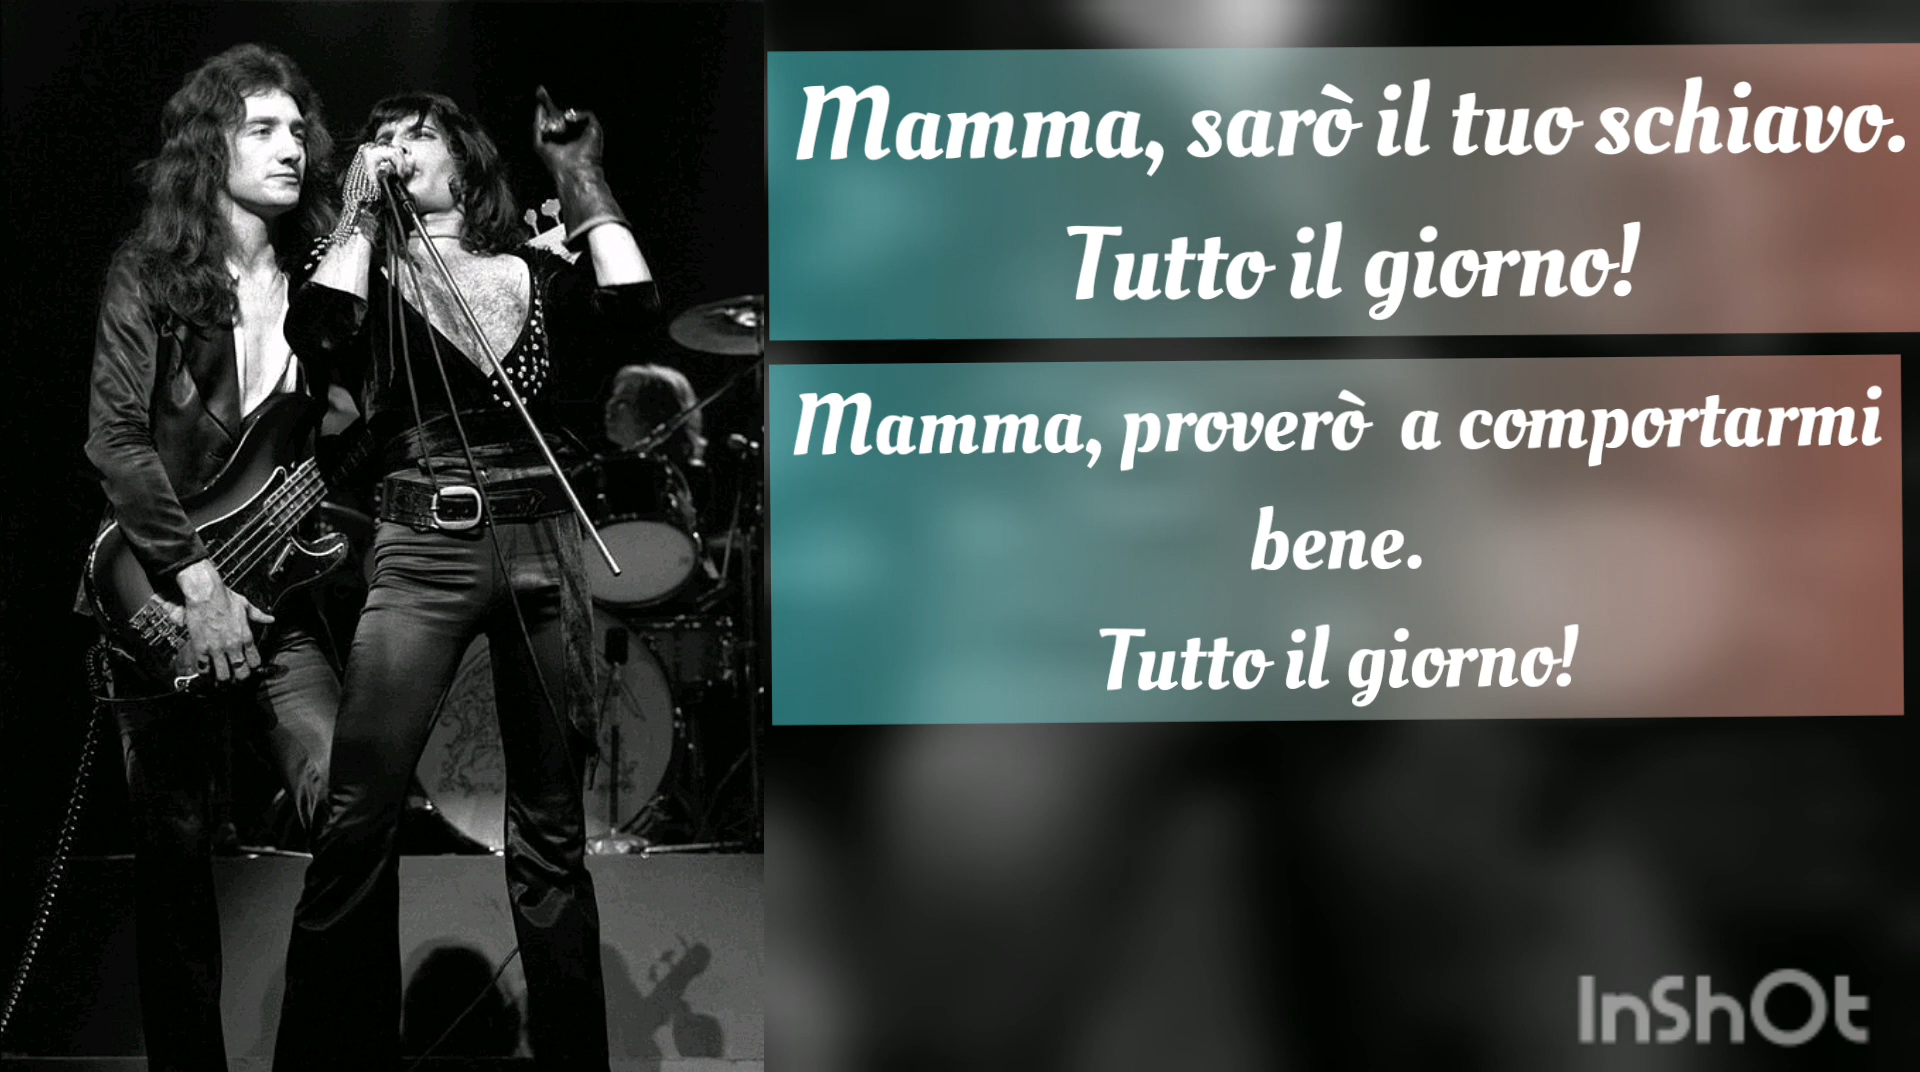 Mamma, sarò il tuo schiavo.
Tutto il giorno!
Mamma, proverò a comportarmi
bene.
Tutto il giorno!
InShOt